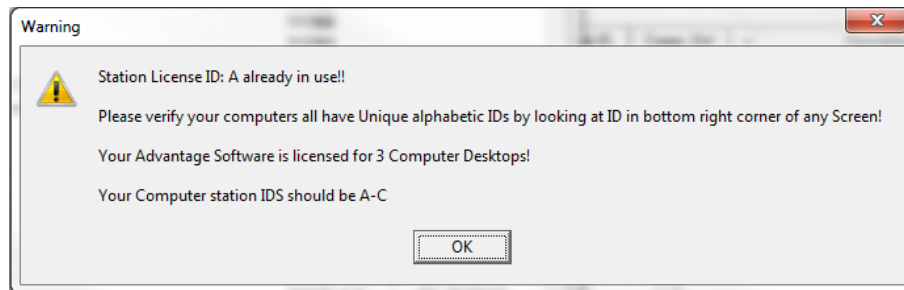 Warning
Station License ID: A already in use!!
Please verify your computers all have Unique alphabetic IDs by looking at ID in bottom right corner of any Screen!
Your Advantage Software is licensed for 3 Computer Desktops!
Your Computer station IDS should be A-C
OK